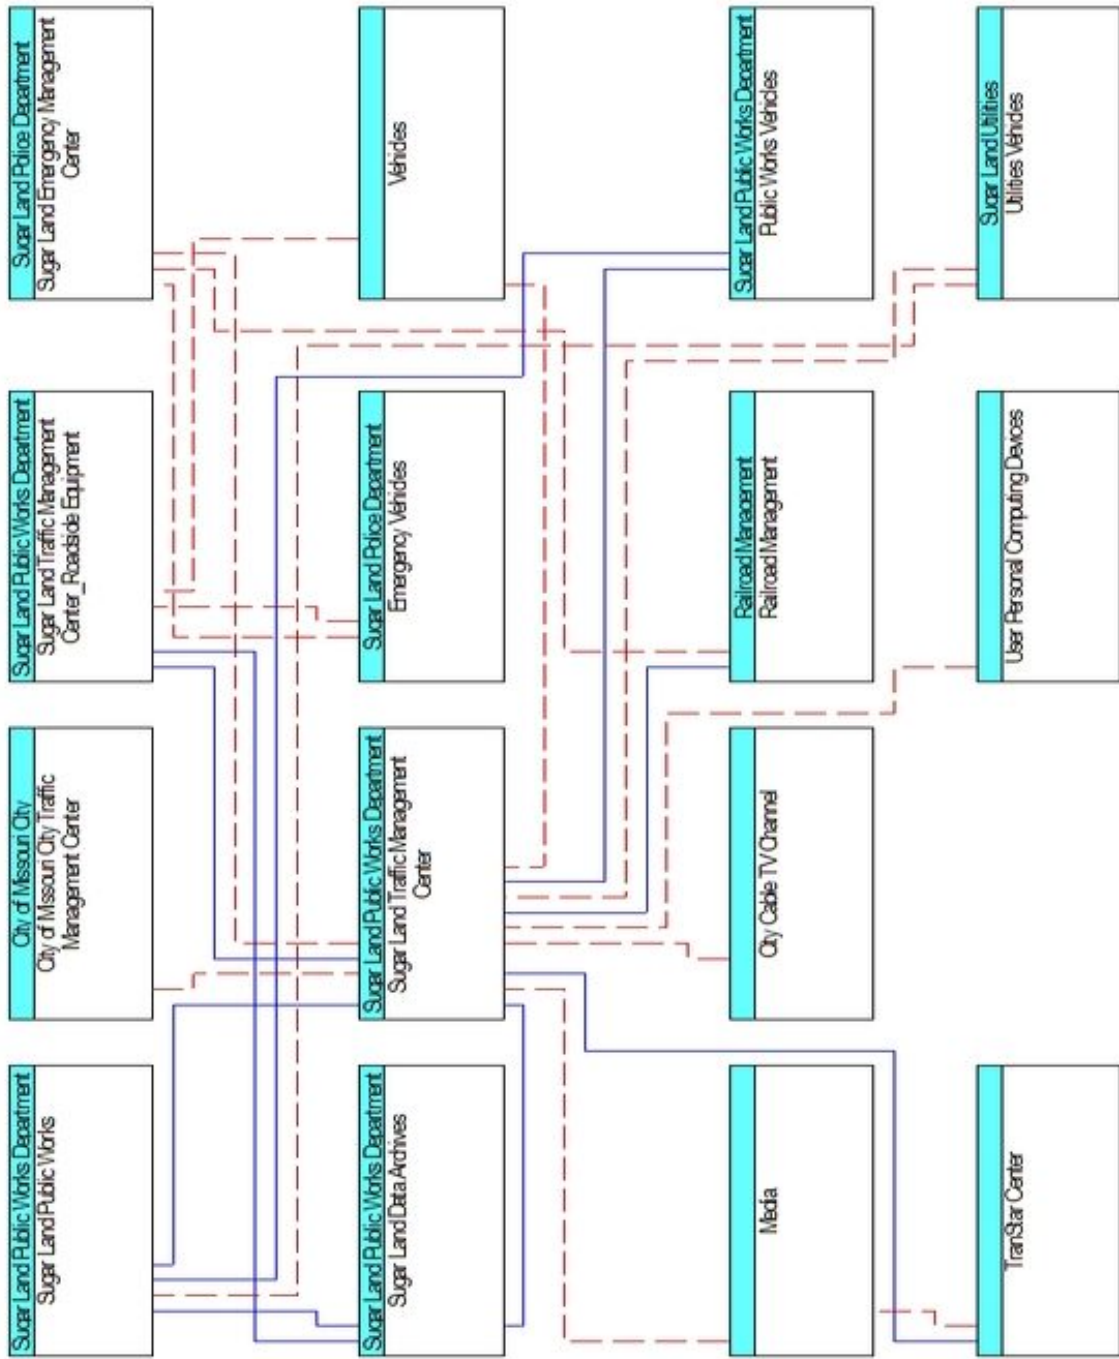 Sugar Land Public Works Department
Sugar Land Public Works
City of Missouri City
City of Missouri City Traffic
Management Center
Sugar Land Public Works Department
Sugar Land Traffic Management
Center_Roadside Equipment
Sugar Land Police Department
Sugar Land Emergency Management
Center
Sugar Land Public Works Department
Sugar Land Data Archives
Sugar Land Public Works Department
Sugar Land Traffic Management
Center
Sugar Land Police Department
Emergency Vehicles
Vehicles
Media
City Cable TV Channel
Railroad Management
Railroad Management
Sugar Land Public Works Department
Public Works Vehicles
TranStar Center
User Personal Computing Devices
Sugar Land Utilities
Utilities Vehicles